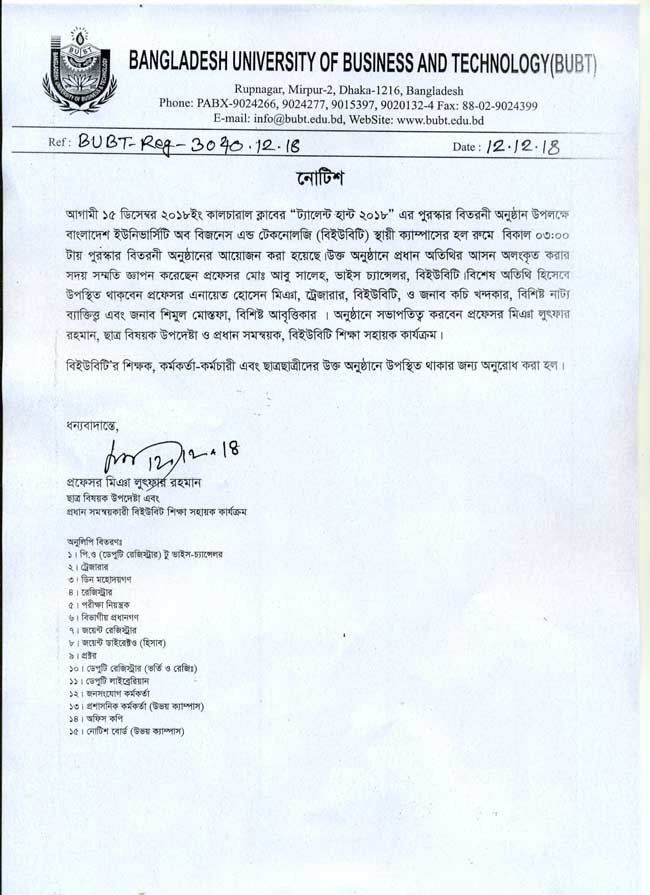 BUBT
BANGLADESH UNIVERSITY OF BUSINESS AND TECHNOLOGY(BUBT)
Rupnagar, Mirpur-2, Dhaka-1216, Bangladesh
Phone: PABX-9024266, 9024277, 9015397, 9020132-4 Fax: 88-02-9024399
E-mail: info@bubt.edu.bd, WebSite: www.bubt.edu.bd
Ref : BUBT-Reg-3070.12.18 Date : 12.12.18
নোটিশ
আগামী ১৫ ডিসেম্বর ২০১৮ইং কালচারাল ক্লাবের “ট্যালেন্ট হান্ট ২০১৮” এর পুরস্কার বিতরনী অনুষ্ঠান উপলক্ষে
বাংলাদেশ ইউনিভার্সিটি অব বিজনেস এন্ড টেকনোলজি (বিইউবিটি) স্থায়ী ক্যাম্পাসের হল রুমে বিকাল ০৩:০০
টায় পুরস্কার বিতরনী অনুষ্ঠানের আয়োজন করা হয়েছে।উক্ত অনুষ্ঠানে প্রধান অতিথির আসন অলংকৃত করার
সদয় সম্মতি জ্ঞাপন করেছেন প্রফেসর মোঃ আবু সালেহ, ভাইস চ্যান্সেলর, বিইউবিটি।বিশেষ অতিথি হিসেবে
উপস্থিত থাকবেন প্রফেসর এনায়েত হোসেন মিঞা, ট্রেজারার, বিইউবিটি, ও জনাব কচি খন্দকার, বিশিষ্ট নাট্য
ব্যাক্তিত্ত্ব এবং জনাব শিমুল মোস্তফা, বিশিষ্ট আবৃত্তিকার । অনুষ্ঠানে সভাপতিত্ব করবেন প্রফেসর মিঞা লুৎফার
রহমান, ছাত্র বিষয়ক উপদেষ্টা ও প্রধান সমন্বয়ক, বিইউবিটি শিক্ষা সহায়ক কার্যক্রম।
বিইউবিটি’র শিক্ষক, কর্মকর্তা-কর্মচারী এবং ছাত্রছাত্রীদের উক্ত অনুষ্ঠানে উপস্থিত থাকার জন্য অনুরোধ করা হল।
ধন্যবাদান্তে,
12.12.18
প্রফেসর মিঞা লুৎফার রহমান
ছাত্র বিষয়ক উপদেষ্টা এবং
প্রধান সমন্বয়কারী বিইউবিট শিক্ষা সহায়ক কার্যক্রম
অনুলিপি বিতরণঃ
১। পি.ও (ডেপুটি রেজিস্ট্রার) টু ভাইস-চ্যান্সেলর
২। ট্রেজারার
৩। ডিন মহোদয়গণ
৪। রেজিস্ট্রার
৫। পরীক্ষা নিয়ন্ত্রক
৬। বিভাগীয় প্রধানগণ
৭। জয়েন্ট রেজিস্ট্রার
৮। জয়েন্ট ডাইরেক্টও (হিসাব)
৯। প্রক্টর
১০। ডেপুটি রেজিস্ট্রার (ভর্তি ও রেজিঃ)
১১। ডেপুটি লাইব্রেরিয়ান
১২। জনসংযোগ কর্মকর্তা
১৩। প্রশাসনিক কর্মকর্তা (উভয় ক্যাম্পাস)
১৪। অফিস কপি
১৫। নোটিশ বোর্ড (উভয় ক্যাম্পাস)